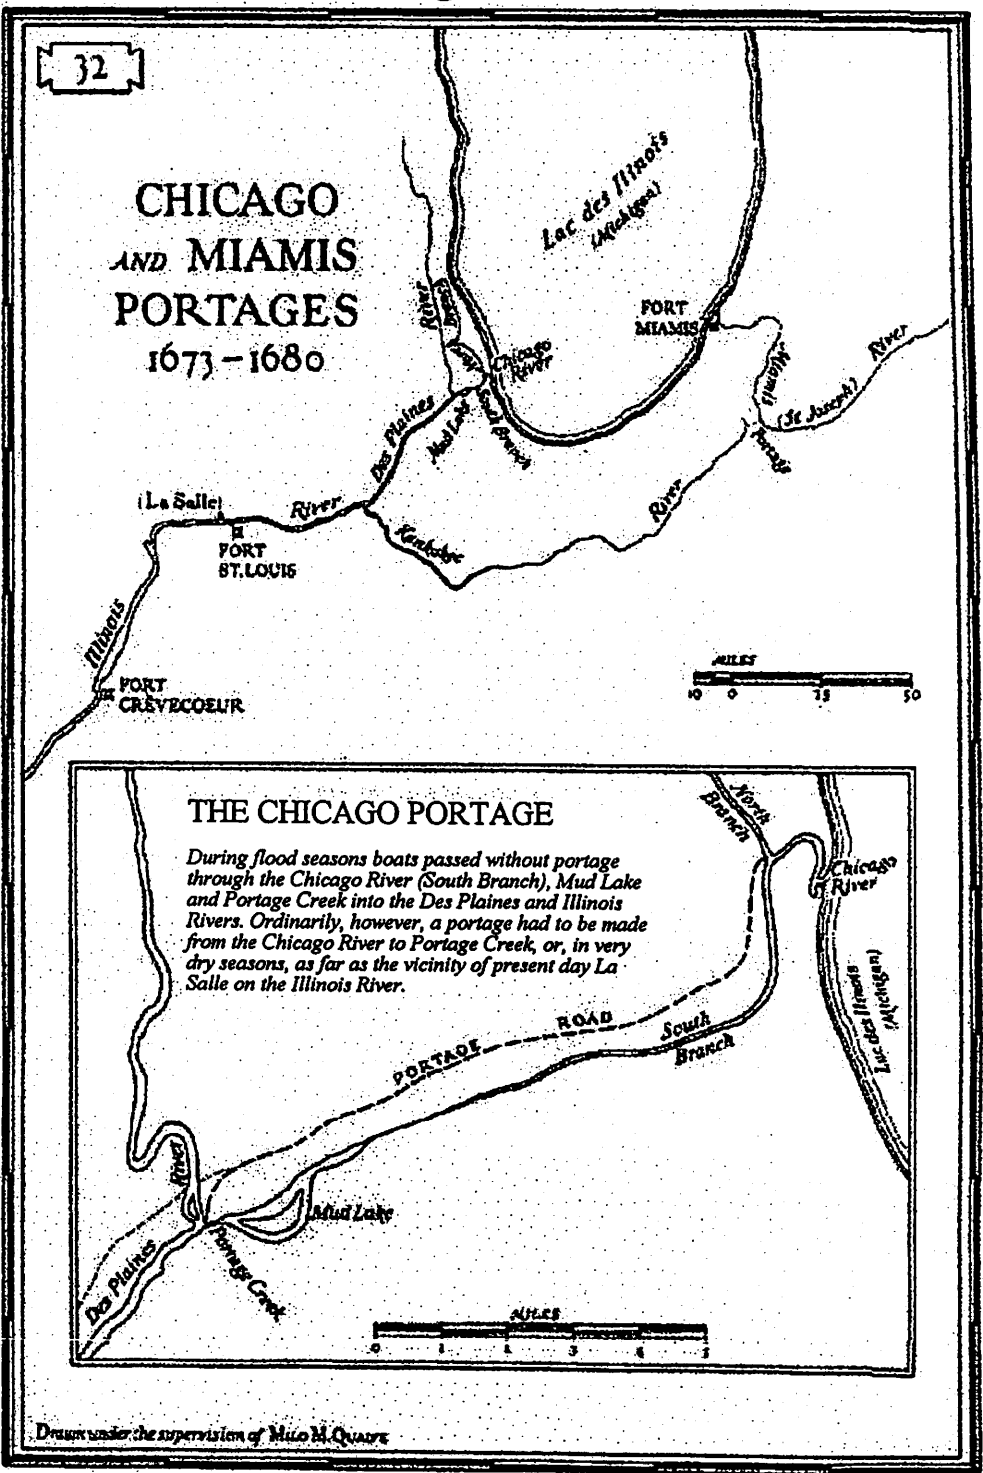 32
CHICAGO
AND MIAMIS
PORTAGES
1673-1680
Lac des Ilinois
(Michigan)
FORT
MIAMIS
River
Chicago
River
Miamis
River
(St Joseph)
Portage
Des Plaines
Mud Lake
South Branch
(La Salle)
River
FORT
ST. LOUIS
Kankakee
River
Illinois
FORT
CRÈVECOEUR
MILES
10 0 25 50
THE CHICAGO PORTAGE
During flood seasons boats passed without portage
through the Chicago River (South Branch), Mud Lake
and Portage Creek into the Des Plaines and Illinois
Rivers. Ordinarily, however, a portage had to be made
from the Chicago River to Portage Creek, or, in very
dry seasons, as far as the vicinity of present day La
Salle on the Illinois River.
North
Branch
Chicago
River
Lac des Ilinois
(Michigan)
PORTAGE ROAD
South
Branch
River
Mud Lake
Des Plaines
Portage Creek
MILES
0 1 2 3 4 5
Drawn under the supervision of MILO M. QUAIFE